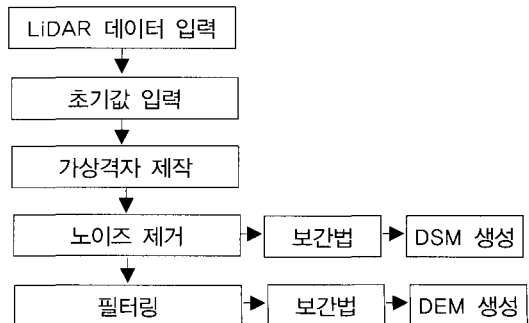 LiDAR 데이터 입력
초기값 입력
가상격자 제작
노이즈 제거 보간법 DSM 생성
필터링 보간법 DEM 생성